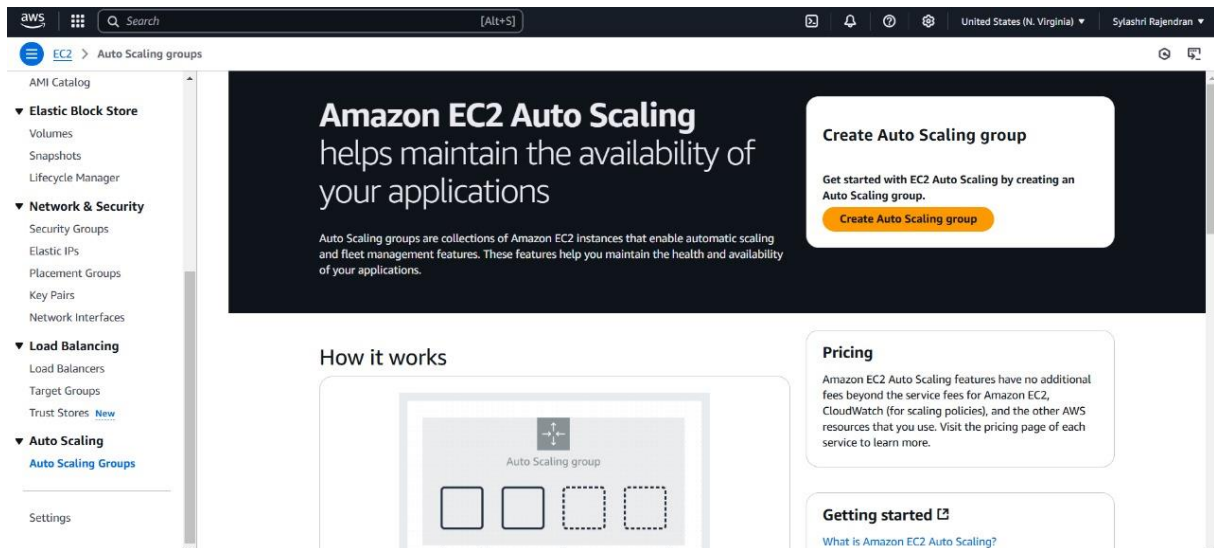 aws
Search
[Alt+S]
United States (N. Virginia)
Sylashri Rajendran
EC2 > Auto Scaling groups
AMI Catalog
Elastic Block Store
Volumes
Snapshots
Lifecycle Manager
Network & Security
Security Groups
Elastic IPs
Placement Groups
Key Pairs
Network Interfaces
Load Balancing
Load Balancers
Target Groups
Trust Stores New
Auto Scaling
Auto Scaling Groups
Settings
Amazon EC2 Auto Scaling
helps maintain the availability of
your applications
Auto Scaling groups are collections of Amazon EC2 instances that enable automatic scaling
and fleet management features. These features help you maintain the health and availability
of your applications.
Create Auto Scaling group
Get started with EC2 Auto Scaling by creating an
Auto Scaling group.
Create Auto Scaling group
How it works
Auto Scaling group
Pricing
Amazon EC2 Auto Scaling features have no additional
fees beyond the service fees for Amazon EC2,
CloudWatch (for scaling policies), and the other AWS
resources that you use. Visit the pricing page of each
service to learn more.
Getting started
What is Amazon EC2 Auto Scaling?